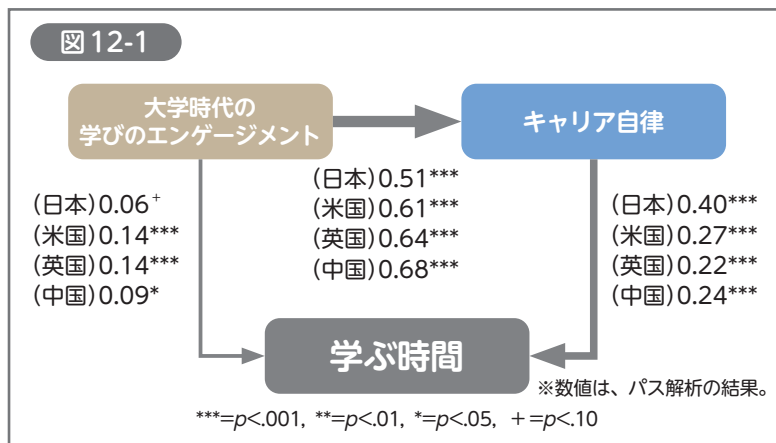 図12-1
大学時代の
学びのエンゲージメント
キャリア自律
(日本)0.06+
(米国)0.14***
(英国)0.14***
(中国)0.09*
(日本)0.51***
(米国)0.61***
(英国)0.64***
(中国)0.68***
(日本)0.40***
(米国)0.27***
(英国)0.22***
(中国)0.24***
学ぶ時間
※数値は、パス解析の結果。
***=p<.001, **=p<.01, *=p<.05, +=p<.10